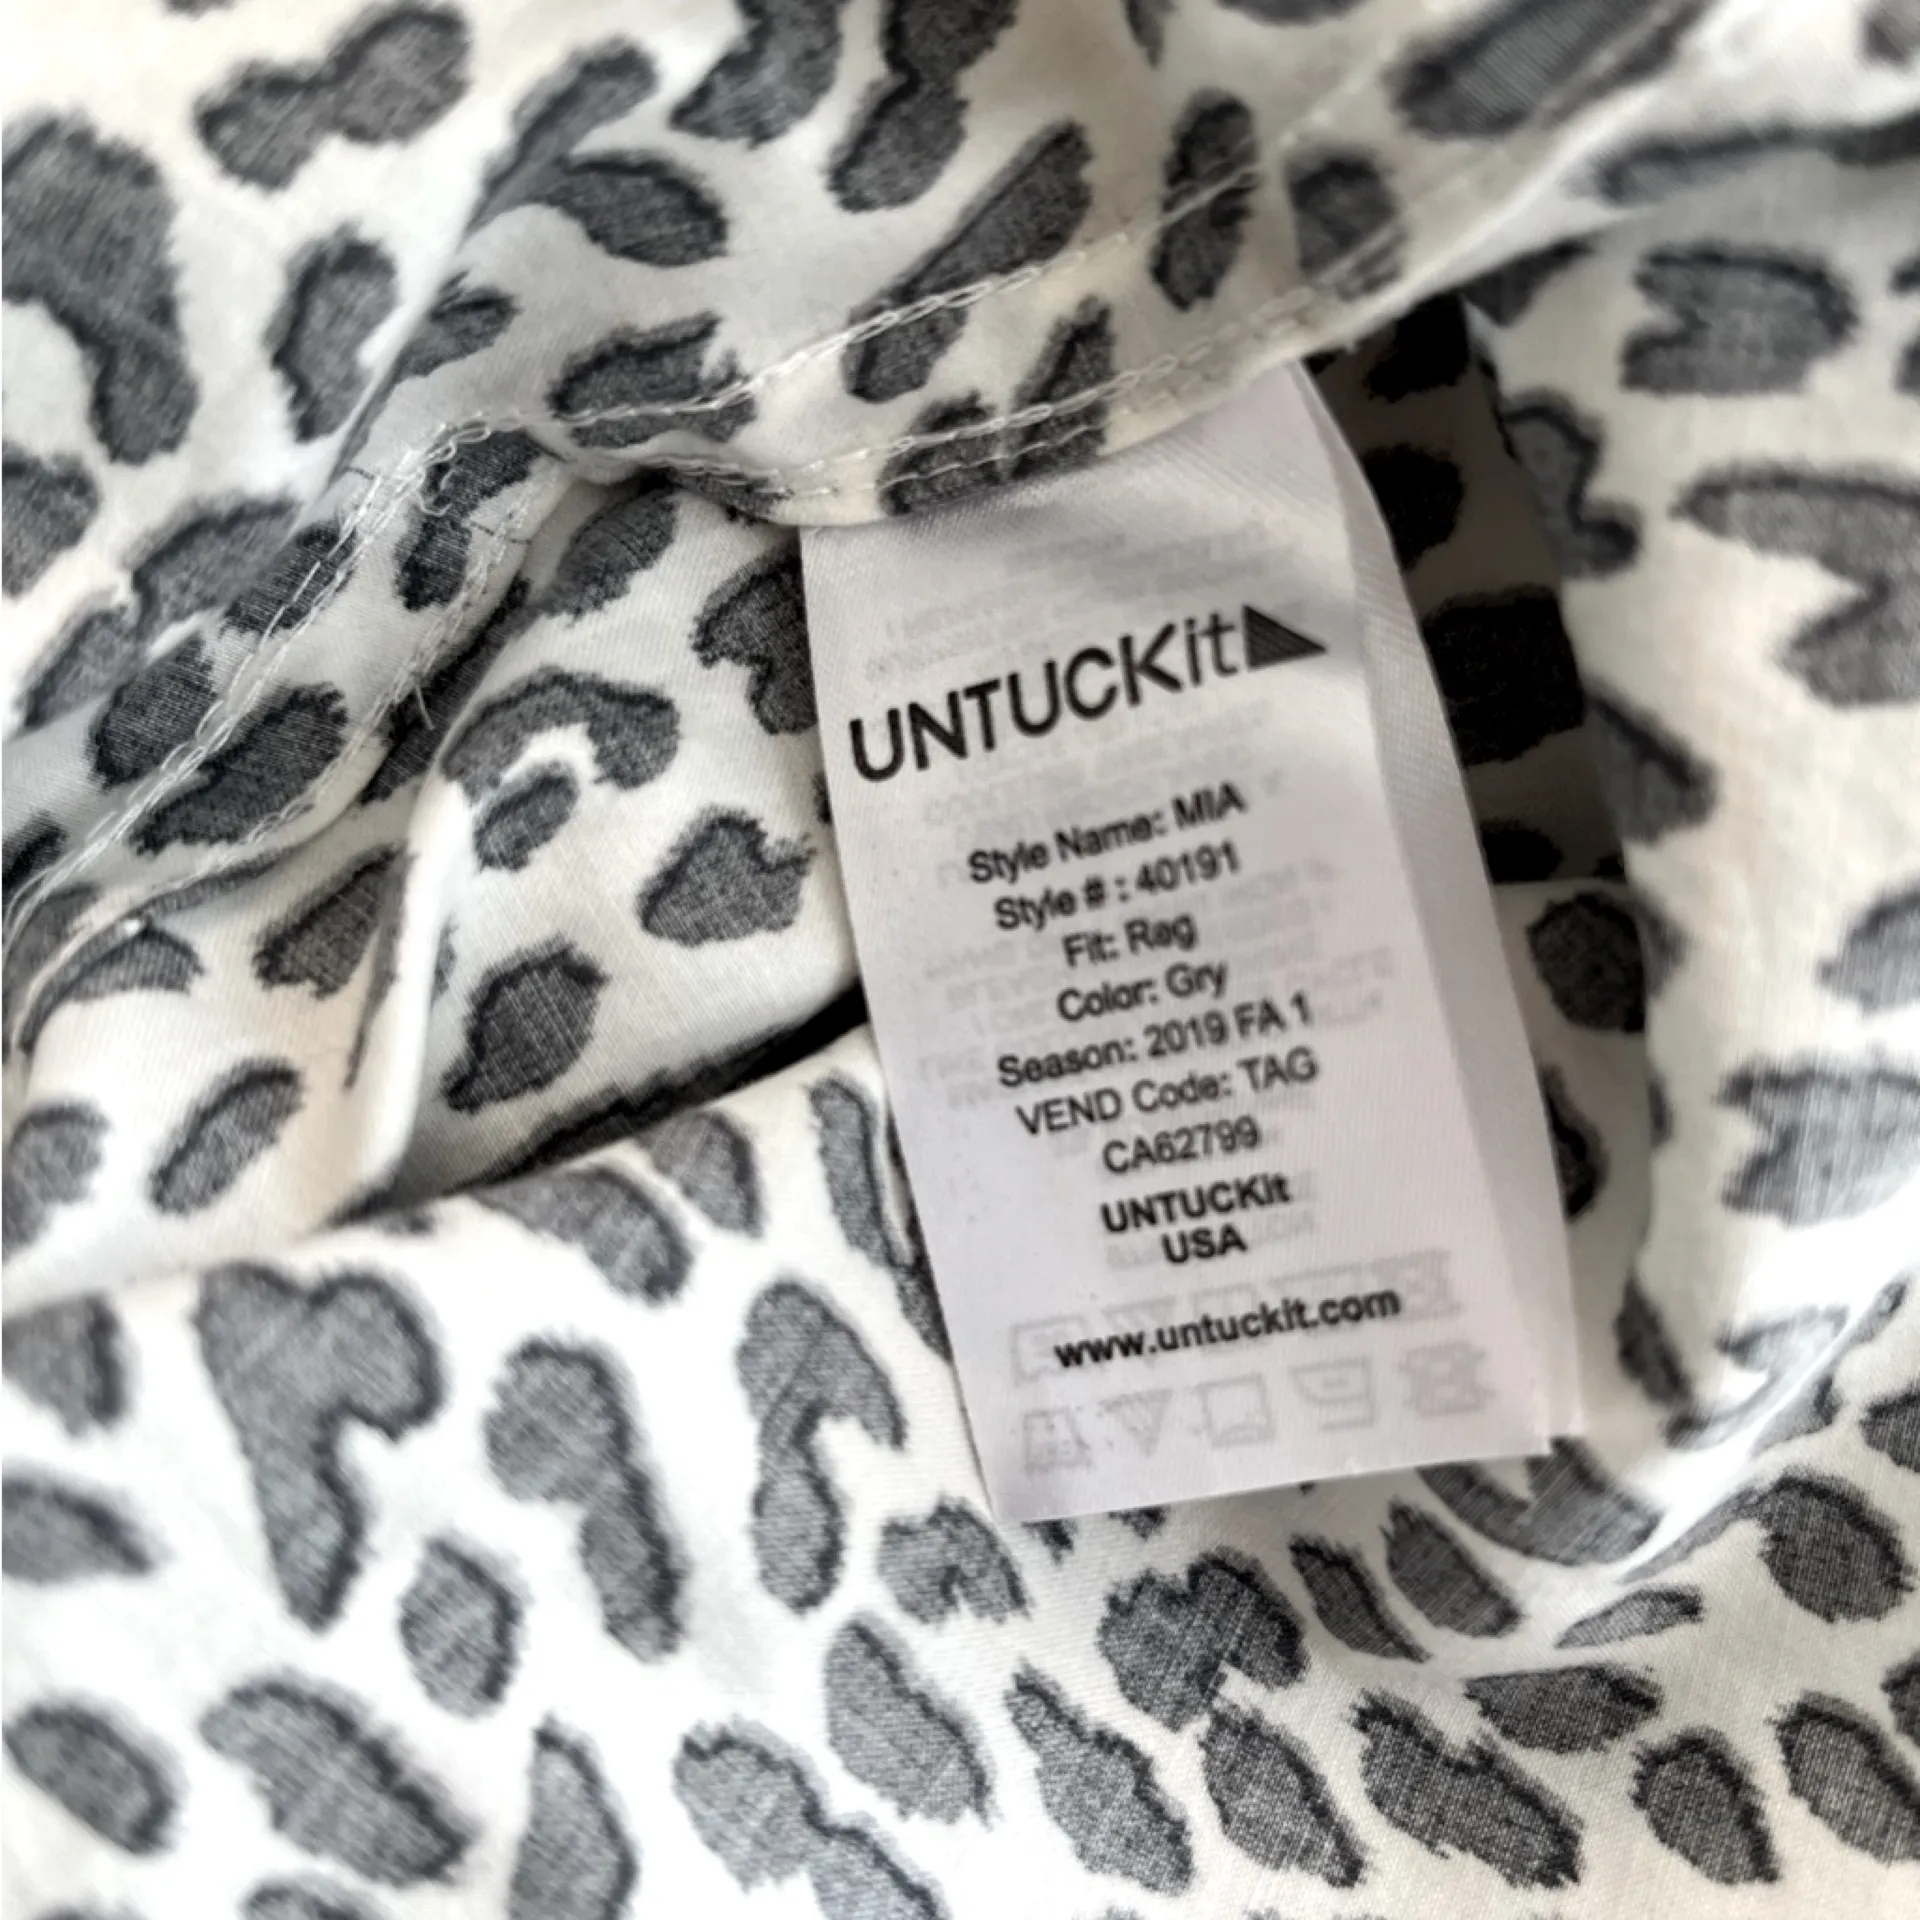 UNTUCKit
Style Name: MIA
Style # : 40191
Fit: Reg
Color: Gry
Season: 2019 FA 1
VEND Code: TAG
CA62799
UNTUCKit
USA
www.untuckit.com